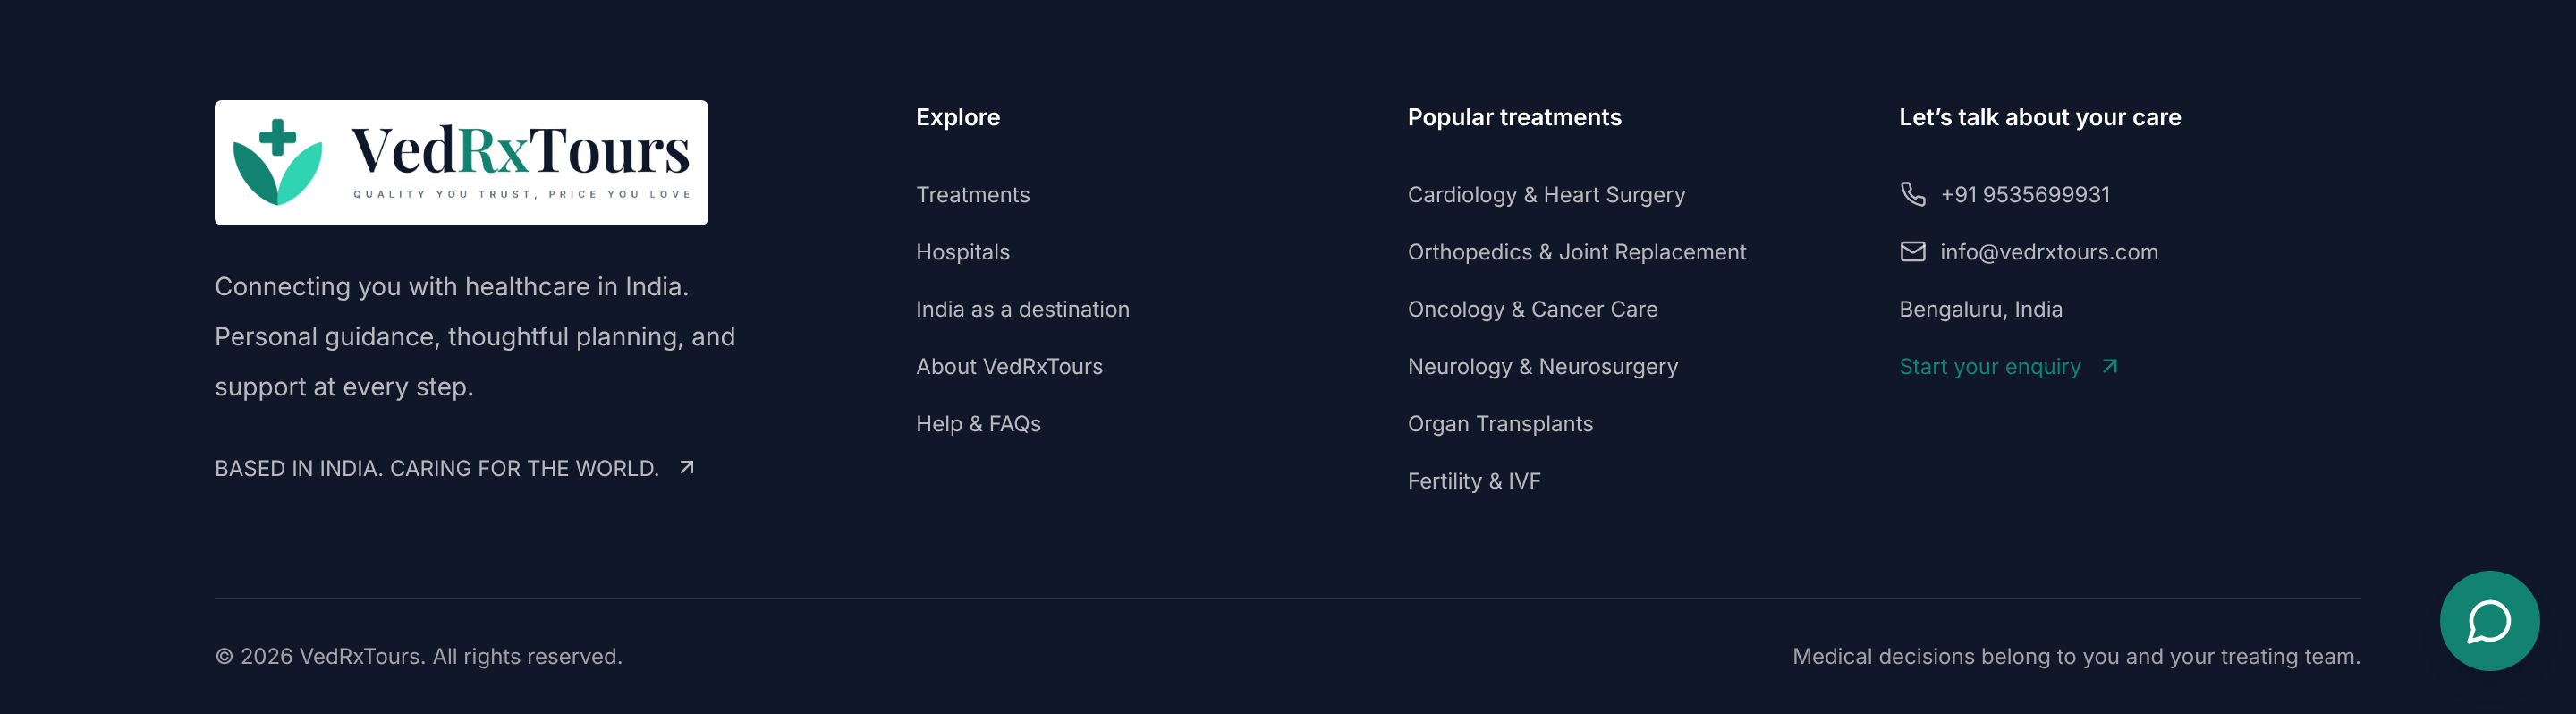 VedRxTours
QUALITY YOU TRUST, PRICE YOU LOVE
Connecting you with healthcare in India.
Personal guidance, thoughtful planning, and
support at every step.
BASED IN INDIA. CARING FOR THE WORLD.
Explore
Treatments
Hospitals
India as a destination
About VedRxTours
Help & FAQs
Popular treatments
Cardiology & Heart Surgery
Orthopedics & Joint Replacement
Oncology & Cancer Care
Neurology & Neurosurgery
Organ Transplants
Fertility & IVF
Let’s talk about your care
+91 9535699931
info@vedrxtours.com
Bengaluru, India
Start your enquiry
© 2026 VedRxTours. All rights reserved.
Medical decisions belong to you and your treating team.